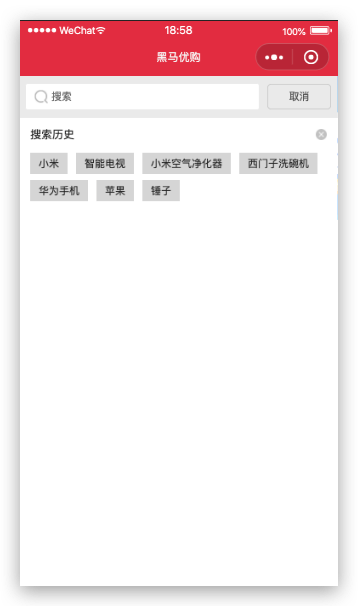 WeChat 18:58 100%
黑马优购
搜索 取消
搜索历史
小米 智能电视 小米空气净化器 西门子洗碗机
华为手机 苹果 锤子